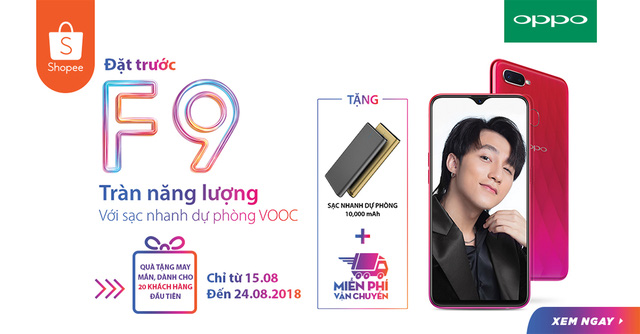 Shopee
oppo
Đặt trước
F9
Tràn năng lượng
Với sạc nhanh dự phòng VOOC
QUÀ TẶNG MAY
MẮN, DÀNH CHO
20 KHÁCH HÀNG
ĐẦU TIÊN
Chỉ từ 15.08
Đến 24.08.2018
TẶNG
SẠC NHANH DỰ PHÒNG
10,000 mAh
+
MIỄN PHÍ
VẬN CHUYỂN
oppo
XEM NGAY